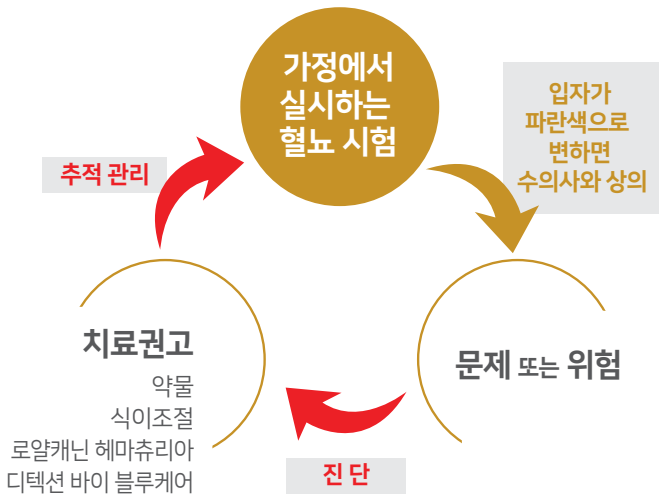 가정에서
실시하는
혈뇨 시험
입자가
파란색으로
변하면
수의사와 상의
문제 또는 위험
진 단
치료권고
약물
식이조절
로얄캐닌 헤마츄리아
디텍션 바이 블루케어
추적 관리